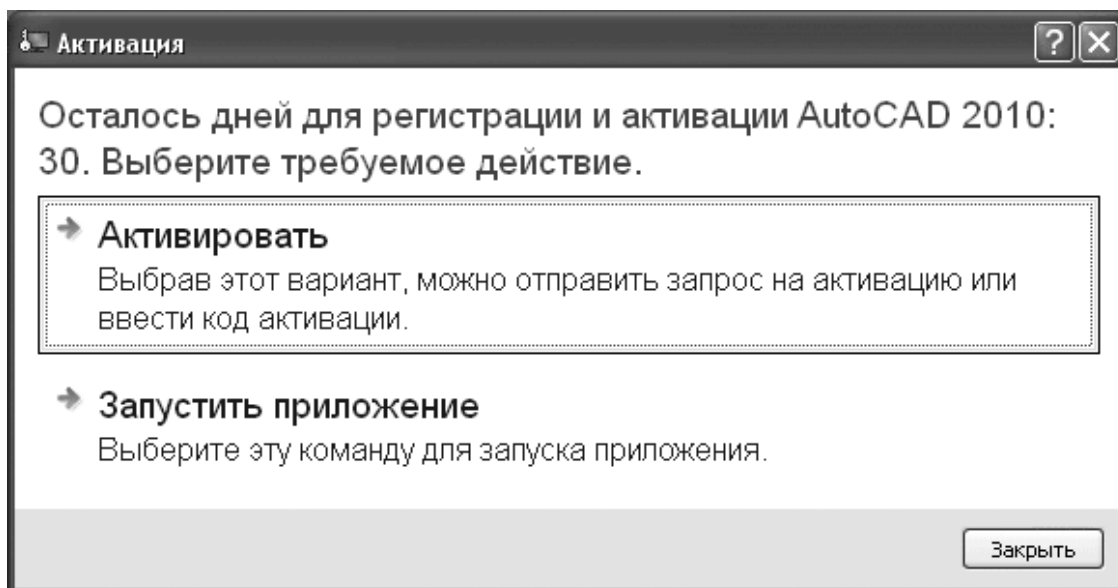 Активация
Осталось дней для регистрации и активации AutoCAD 2010:
30. Выберите требуемое действие.
Активировать
Выбрав этот вариант, можно отправить запрос на активацию или
ввести код активации.
Запустить приложение
Выберите эту команду для запуска приложения.
Закрыть